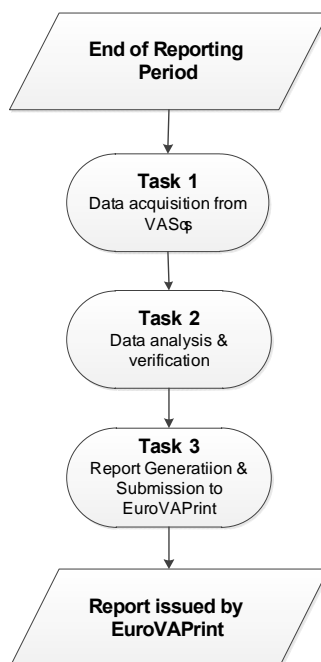 End of Reporting
Period
Task 1
Data acquisition from
VASqs
Task 2
Data analysis &
verification
Task 3
Report Generatiion &
Submission to
EuroVAPrint
Report issued by
EuroVAPrint